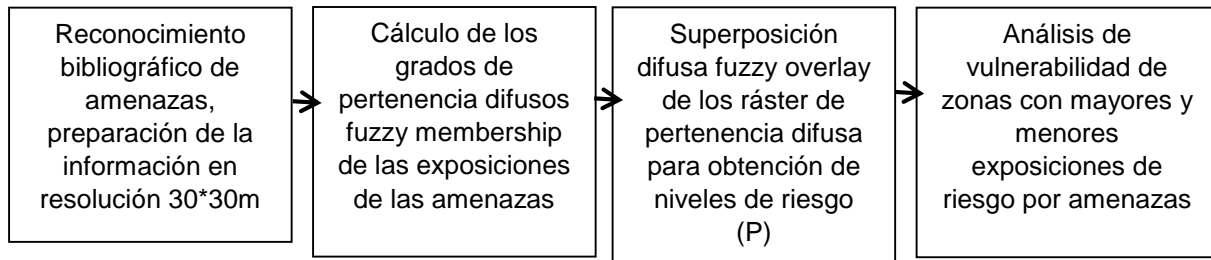 Reconocimiento
bibliográfico de
amenazas,
preparación de la
información en
resolución 30*30m
Cálculo de los
grados de
pertenencia difusos
fuzzy membership
de las exposiciones
de las amenazas
Superposición
difusa fuzzy overlay
de los ráster de
pertenencia difusa
para obtención de
niveles de riesgo
(P)
Análisis de
vulnerabilidad de
zonas con mayores y
menores
exposiciones de
riesgo por amenazas